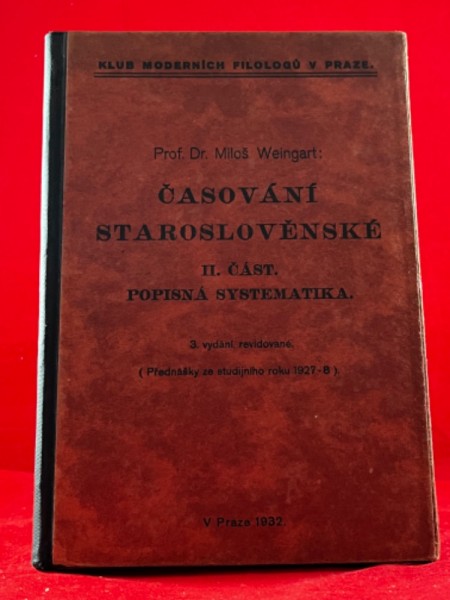 KLUB MODERNÍCH FILOLOGŮ V PRAZE.
Prof. Dr. Miloš Weingart:
ČASOVÁNÍ
STAROSLOVĚNSKÉ
II. ČÁST.
POPISNÁ SYSTEMATIKA.
3. vydání, revidované.
( Přednášky ze studijního roku 1927-8 ).
V Praze 1932.